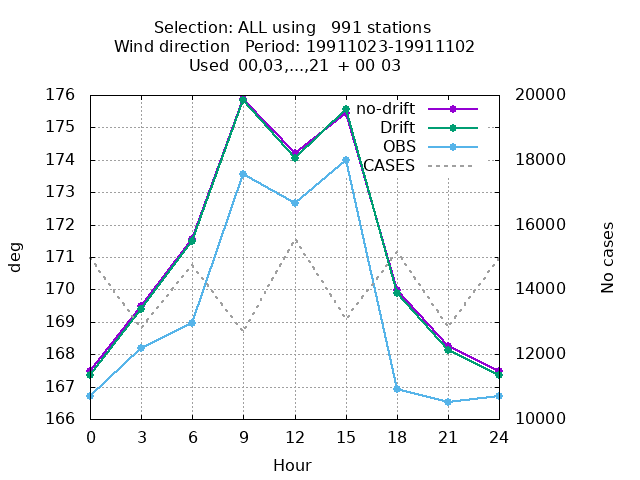 Selection: ALL using   991 stations
Wind direction   Period: 19911023-19911102
Used  00,03,...,21  + 00 03
176
175
174
173
172
171
170
169
168
167
166
deg
20000
18000
16000
14000
12000
10000
No cases
no-drift
Drift
OBS
CASES
0 3 6 9 12 15 18 21 24
Hour